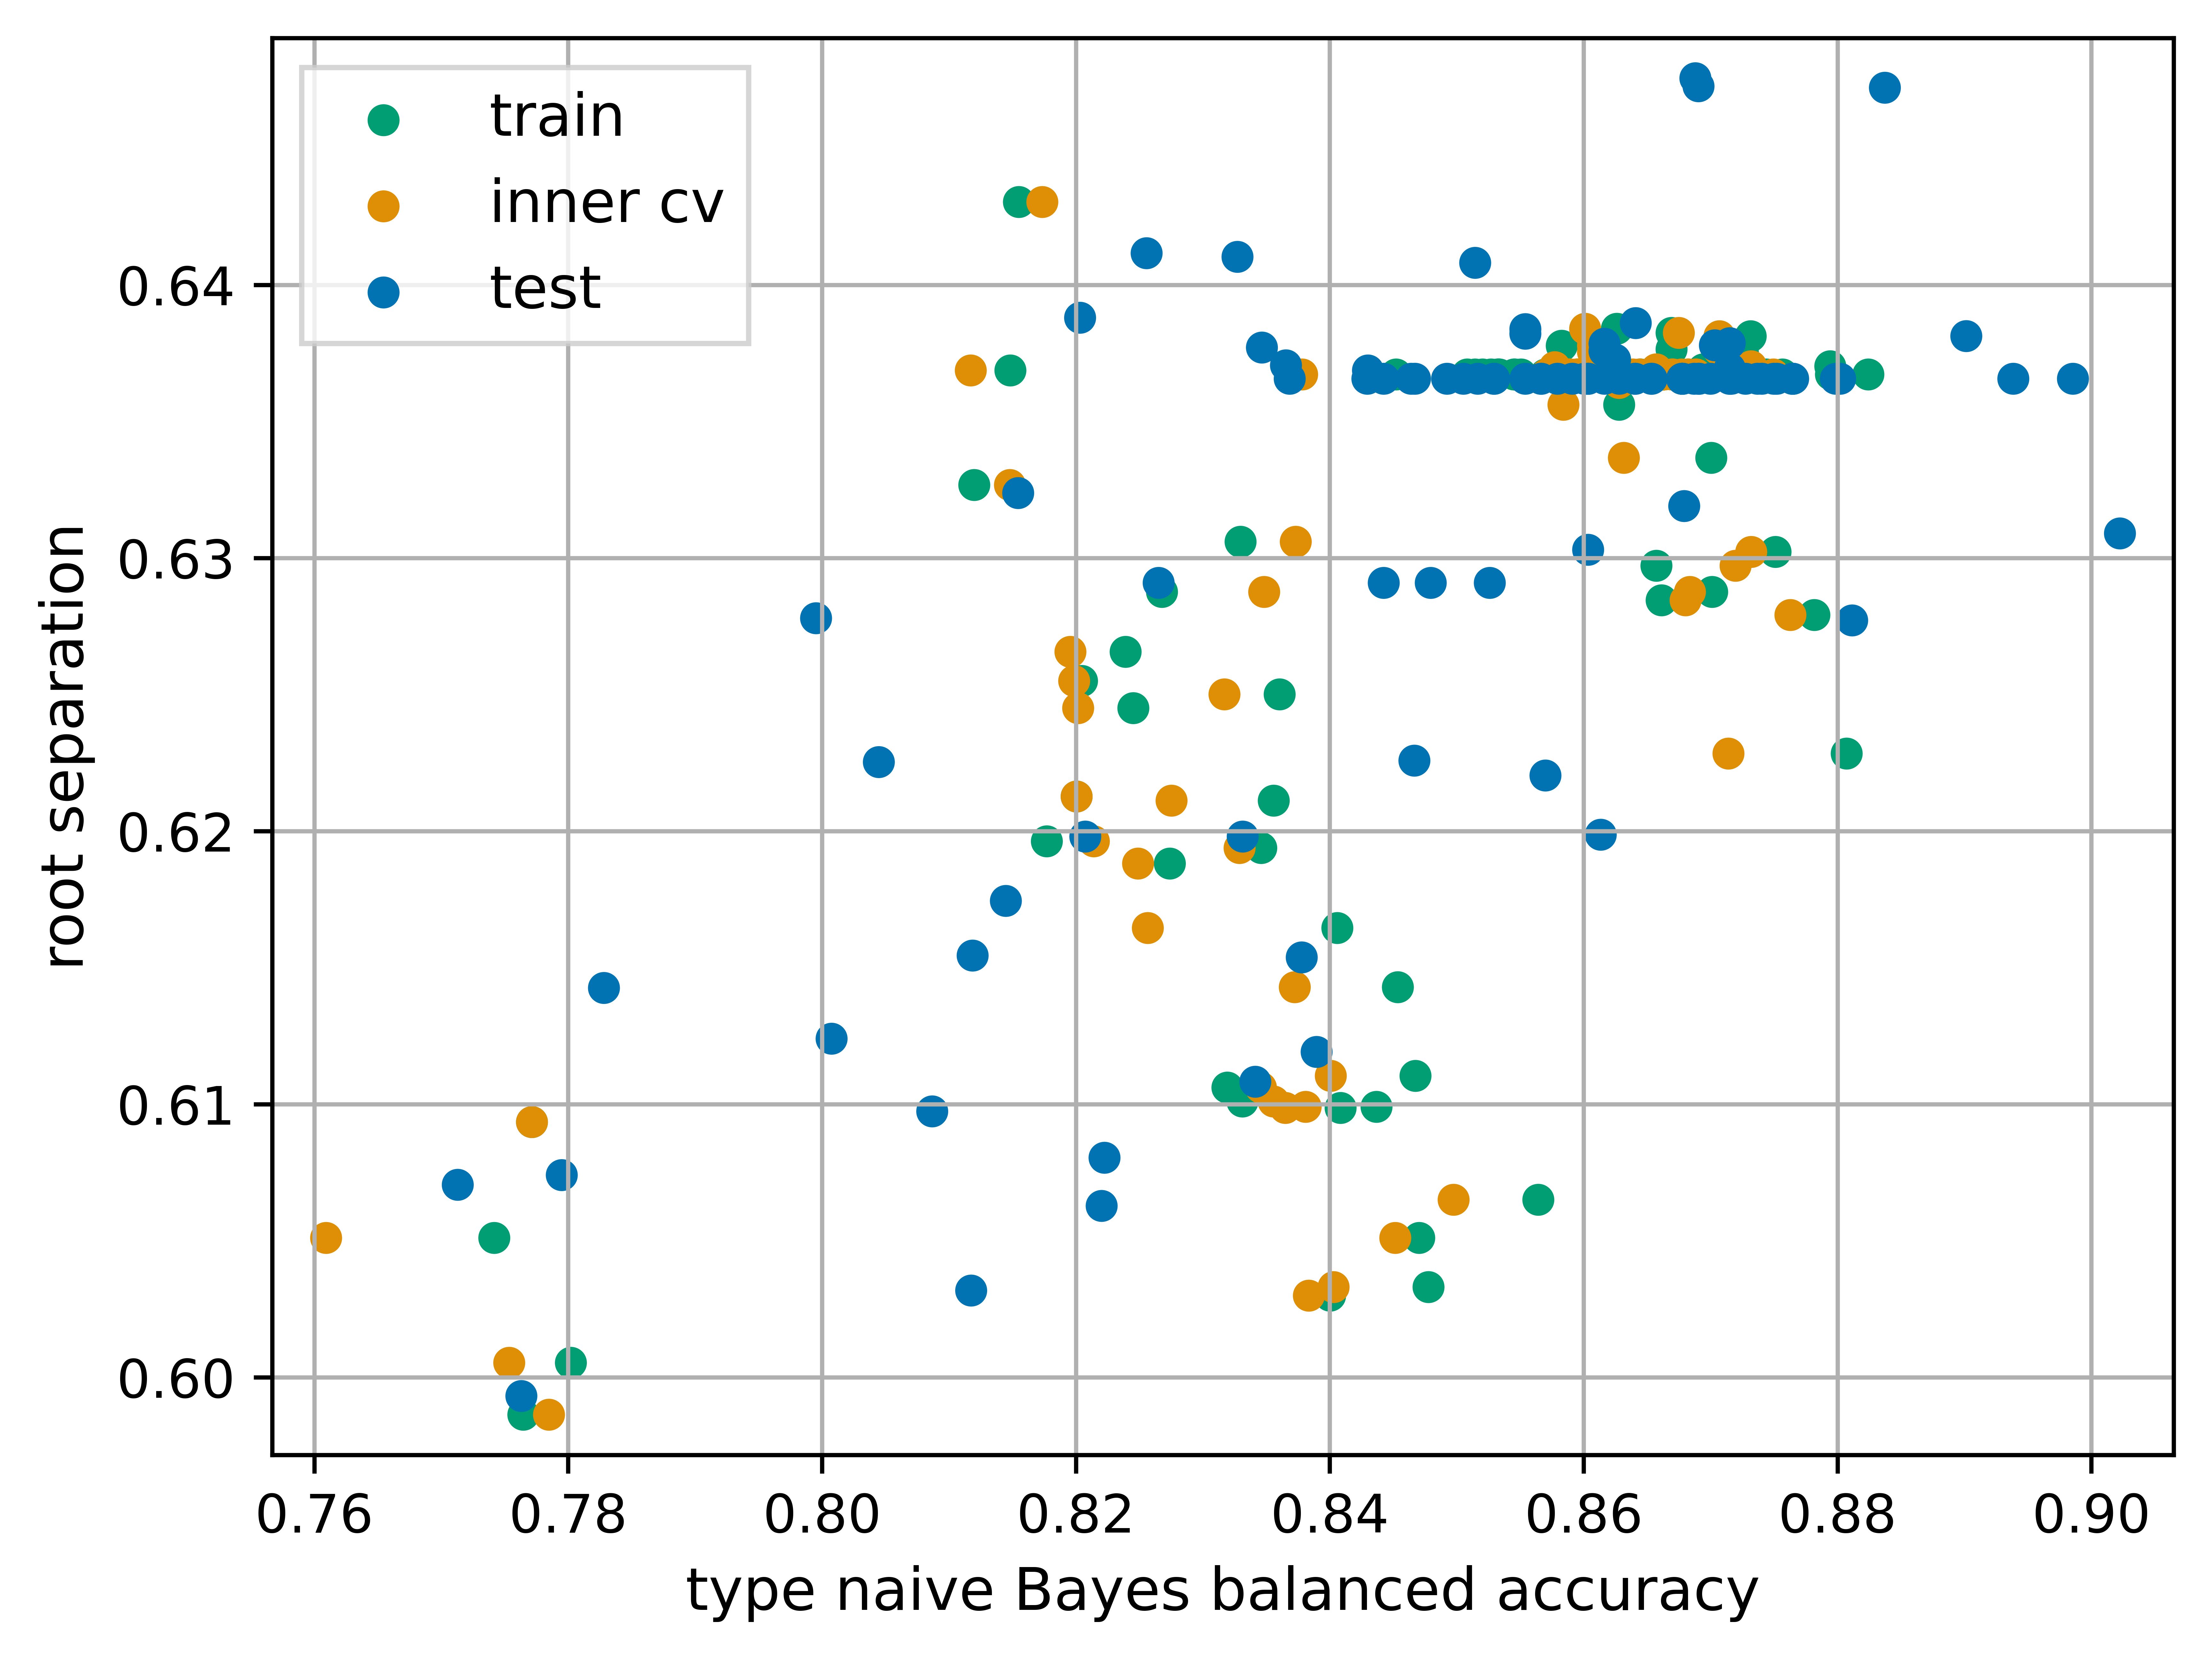 train
inner cv
test
0.64
0.63
0.62
0.61
0.60
root separation
0.76 0.78 0.80 0.82 0.84 0.86 0.88 0.90
type naive Bayes balanced accuracy